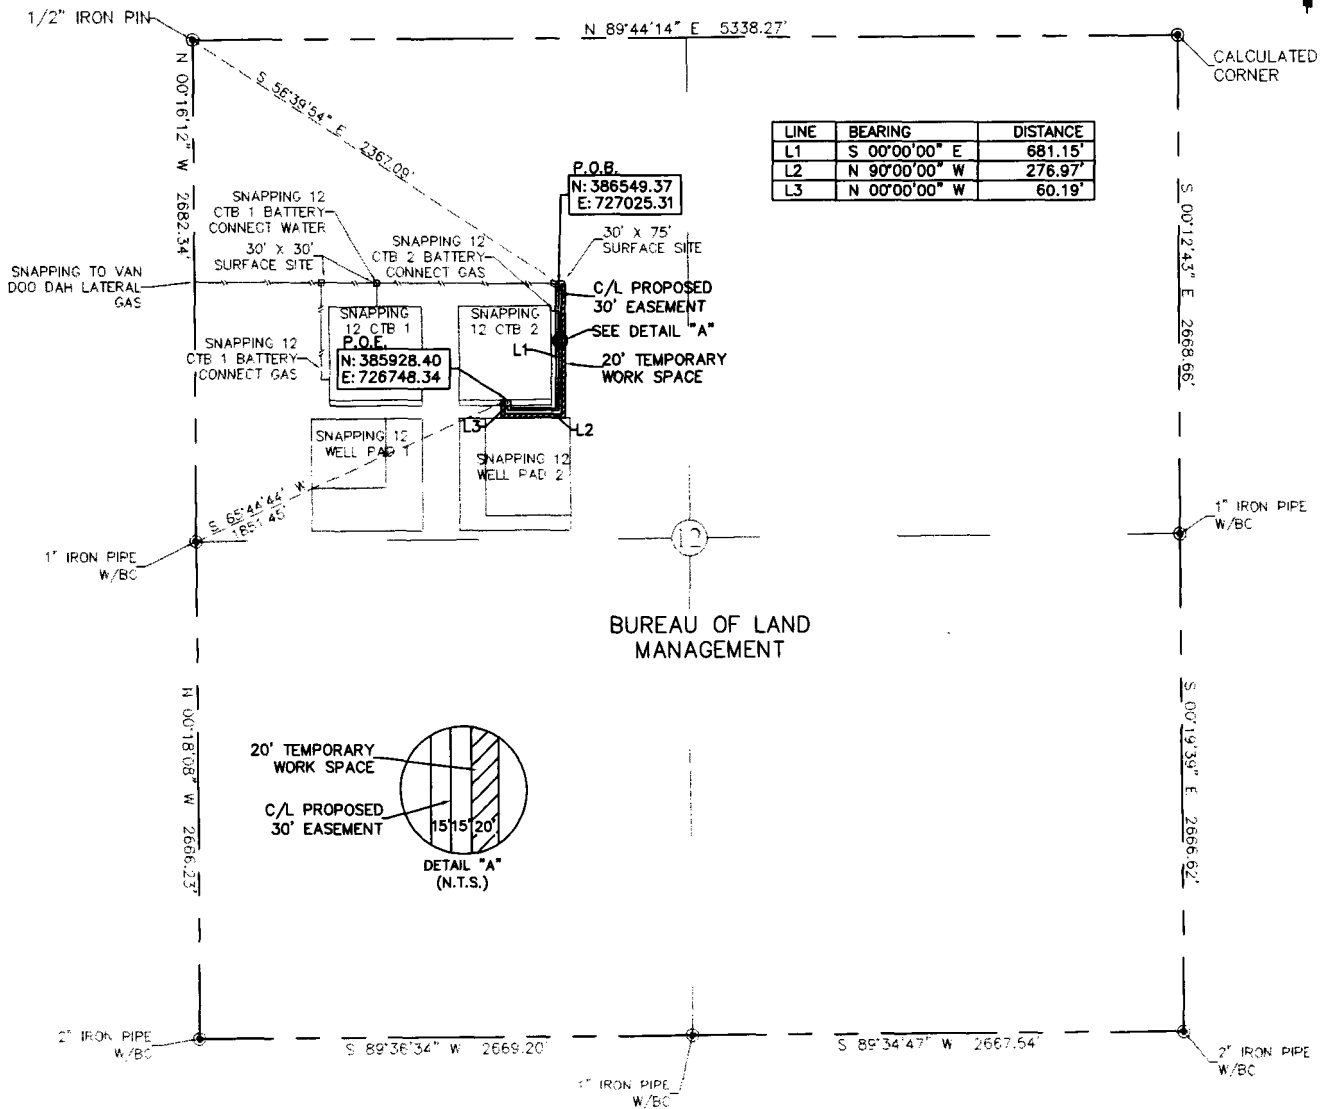 1/2" IRON PIN
N 89°44'14" E 5338.27'
CALCULATED
CORNER
N 00°16'12" W 2682.34'
S 56°39'54" E 2367.09'
LINE BEARING DISTANCE
L1 S 00°00'00" E 681.15'
L2 N 90°00'00" W 276.97'
L3 N 00°00'00" W 60.19'
P.O.B.
N: 386549.37
E: 727025.31
S 00°12'43" E 2668.66'
SNAPPING 12
CTB 1 BATTERY
CONNECT WATER
30' X 30'
SURFACE SITE
SNAPPING 12
CTB 2 BATTERY
CONNECT GAS
30' X 75'
SURFACE SITE
SNAPPING TO VAN
DOO DAH LATERAL
GAS
C/L PROPOSED
30' EASEMENT
SNAPPING
12 CTB 1
SNAPPING
12 CTB 2
SEE DETAIL "A"
L1
20' TEMPORARY
WORK SPACE
P.O.E.
N: 385928.40
E: 726748.34
SNAPPING 12
CTB 1 BATTERY
CONNECT GAS
L3
L2
SNAPPING 12
WELL PAD 1
SNAPPING 12
WELL PAD 2
S 65°44'44" W
1851.45'
1" IRON PIPE
W/BC
12
1" IRON PIPE
W/BC
BUREAU OF LAND
MANAGEMENT
N 00°18'08" W 2666.23'
S 00°19'39" E 2666.62'
20' TEMPORARY
WORK SPACE
C/L PROPOSED
30' EASEMENT
15' 15' 20'
DETAIL "A"
(N.T.S.)
2" IRON PIPE
W/BC
S 89°36'34" W 2669.20'
1" IRON PIPE
W/BC
S 89°34'47" W 2667.54'
2" IRON PIPE
W/BC